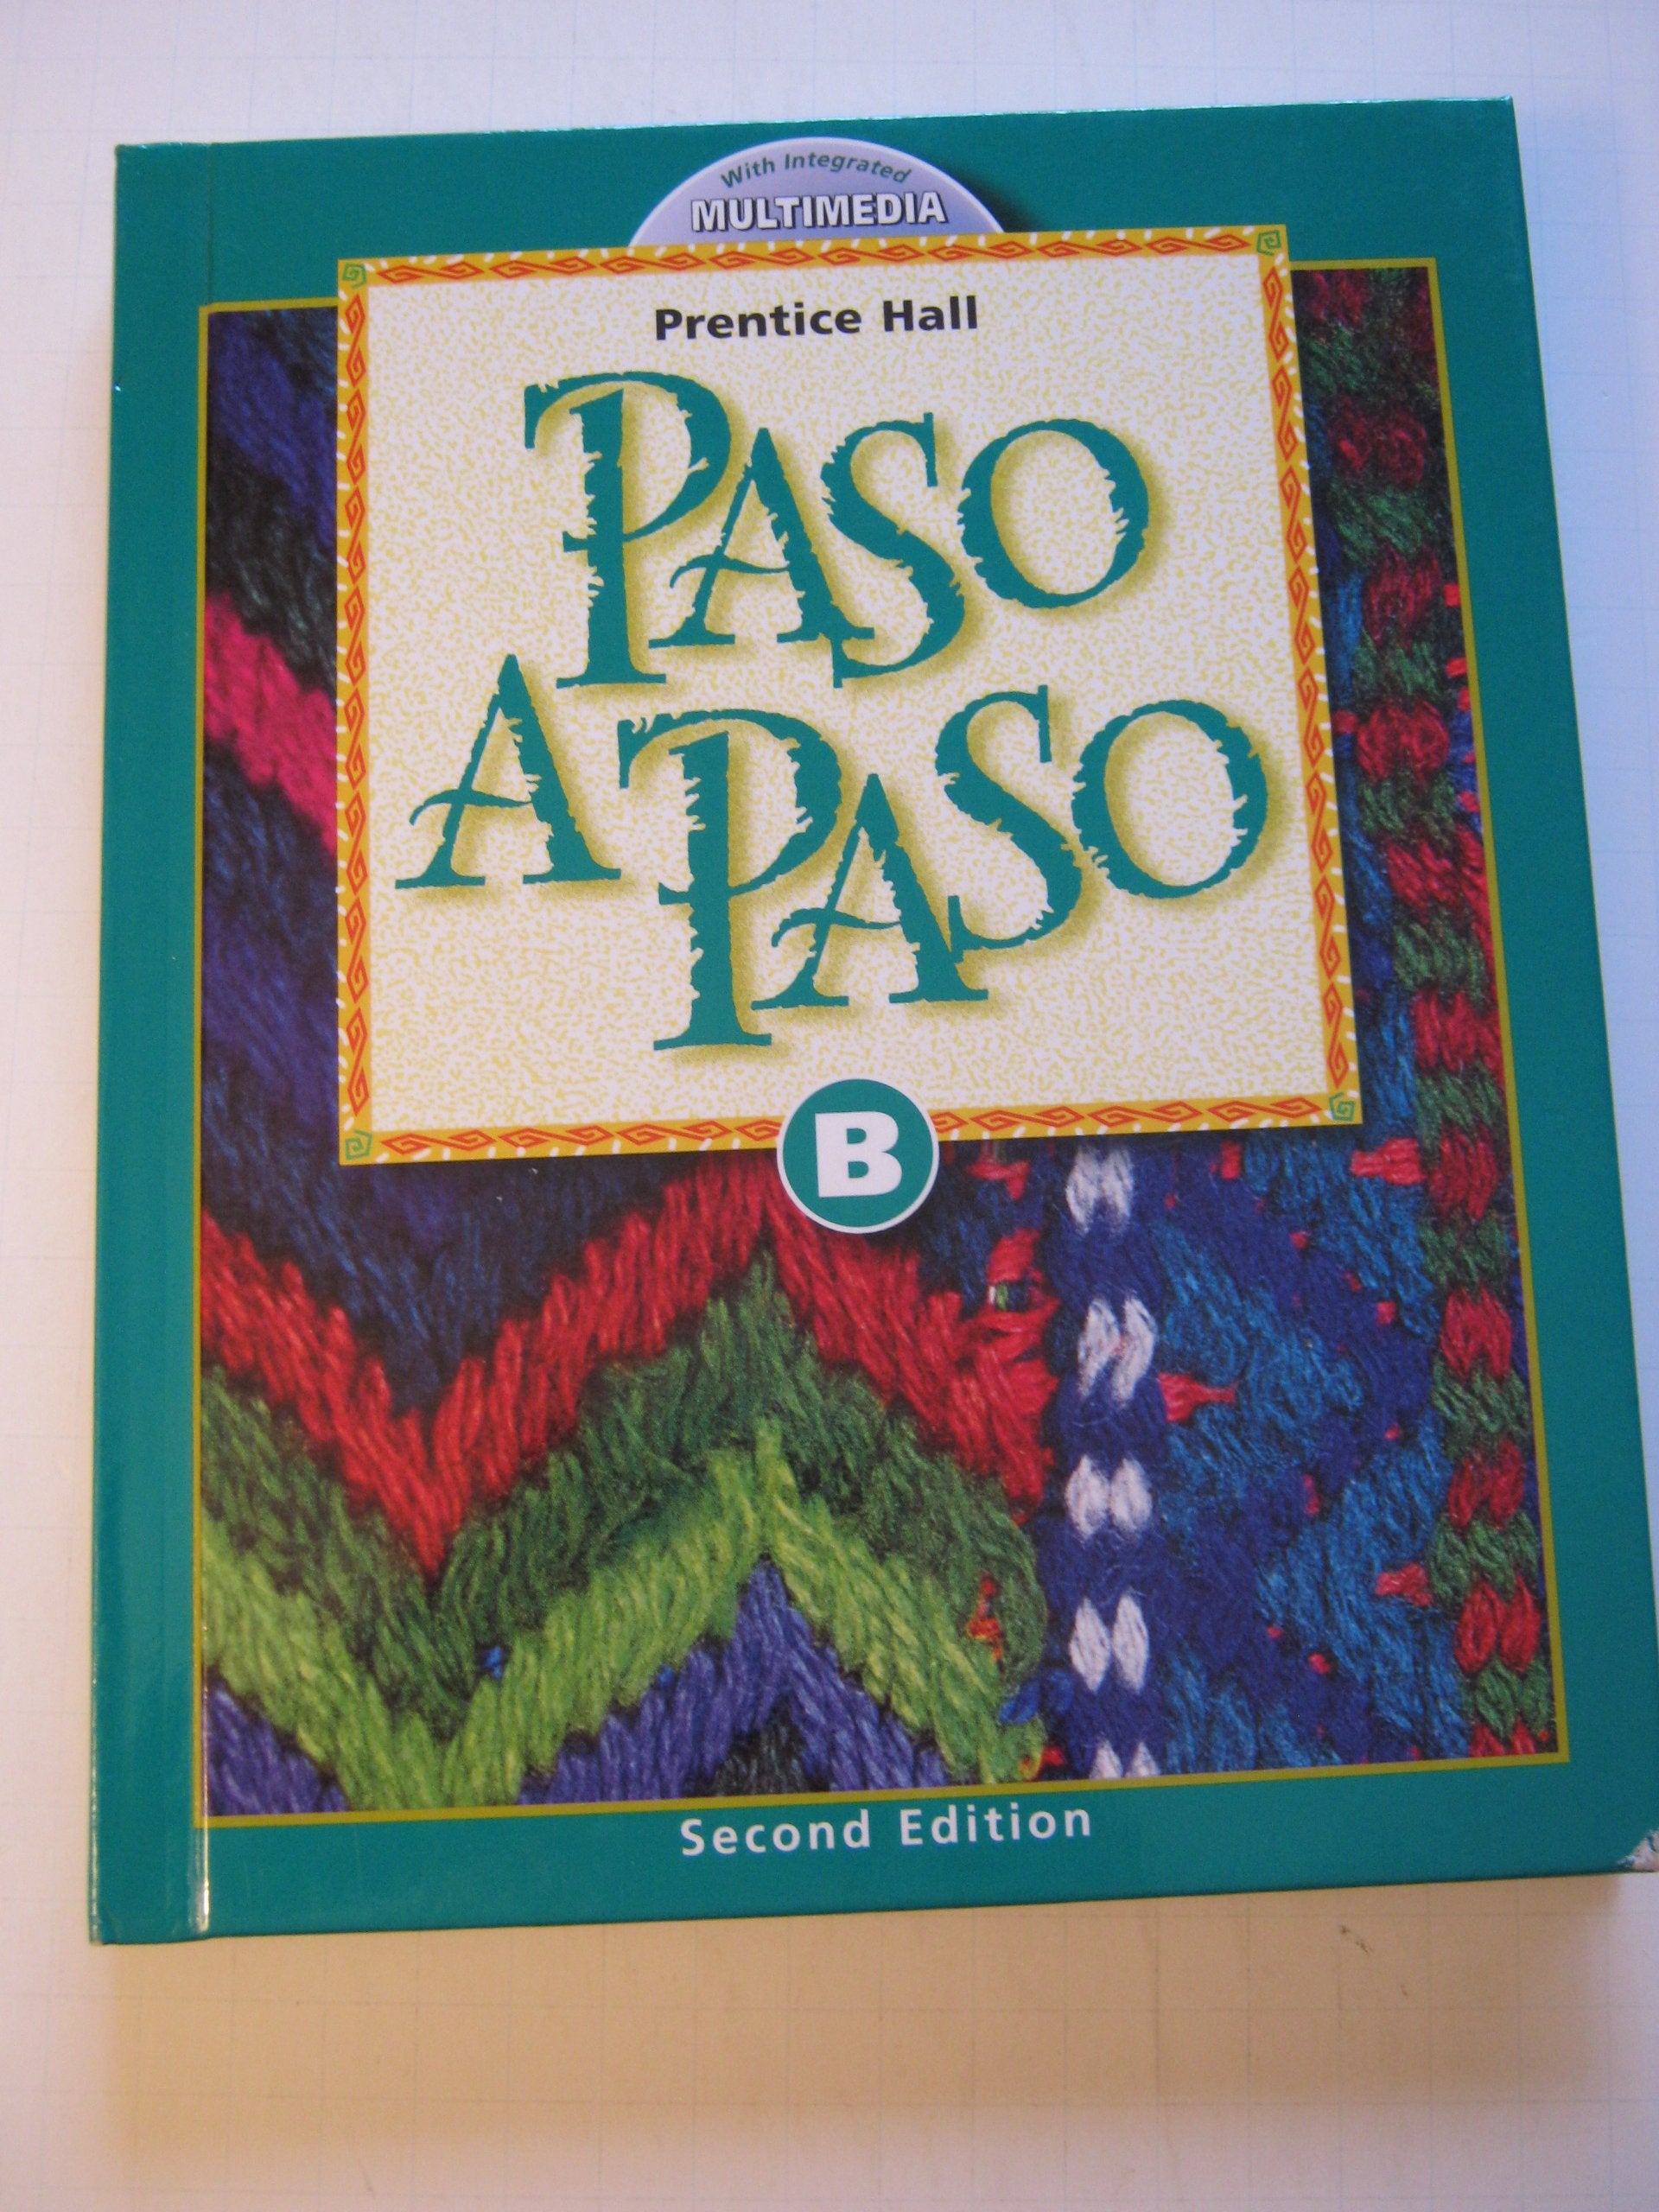 With Integrated
MULTIMEDIA
Prentice Hall
PASO
A PASO
B
Second Edition